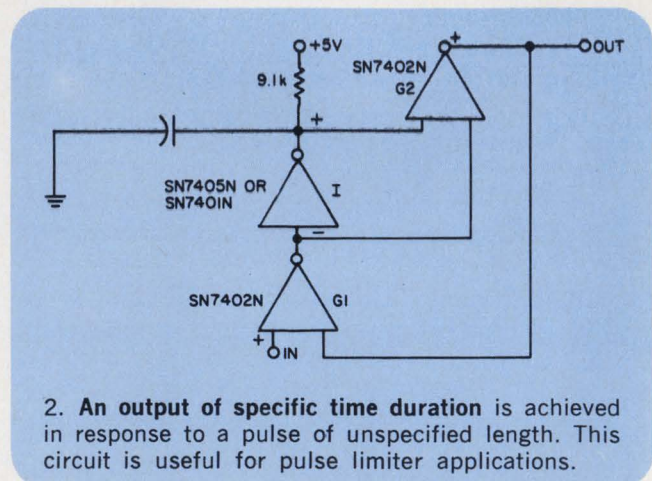 +5V
9.1k
SN7402N
G2
OUT
+
+
SN7405N OR
SN7401N
I
−
SN7402N
G1
+
IN
2. An output of specific time duration is achieved
in response to a pulse of unspecified length. This
circuit is useful for pulse limiter applications.